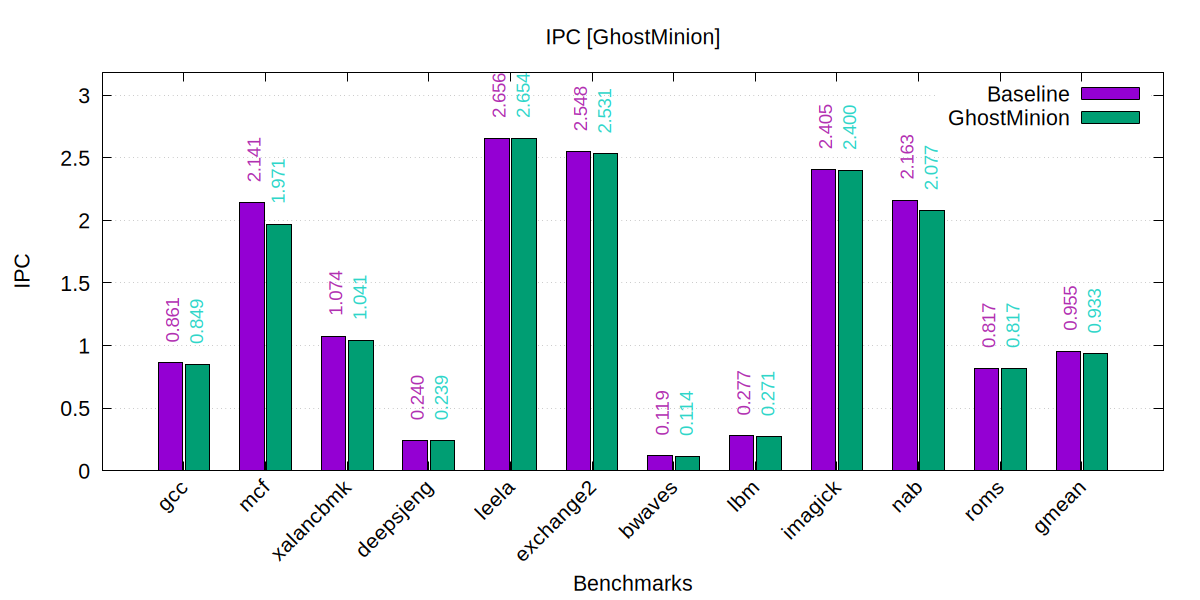 IPC [GhostMinion]
Baseline
GhostMinion
IPC
3
2.5
2
1.5
1
0.5
0
0.861
0.849
2.141
1.971
1.074
1.041
0.240
0.239
2.656
2.654
2.548
2.531
0.119
0.114
0.277
0.271
2.405
2.400
2.163
2.077
0.817
0.817
0.955
0.933
gcc
mcf
xalancbmk
deepsjeng
leela
exchange2
bwaves
lbm
imagick
nab
roms
gmean
Benchmarks